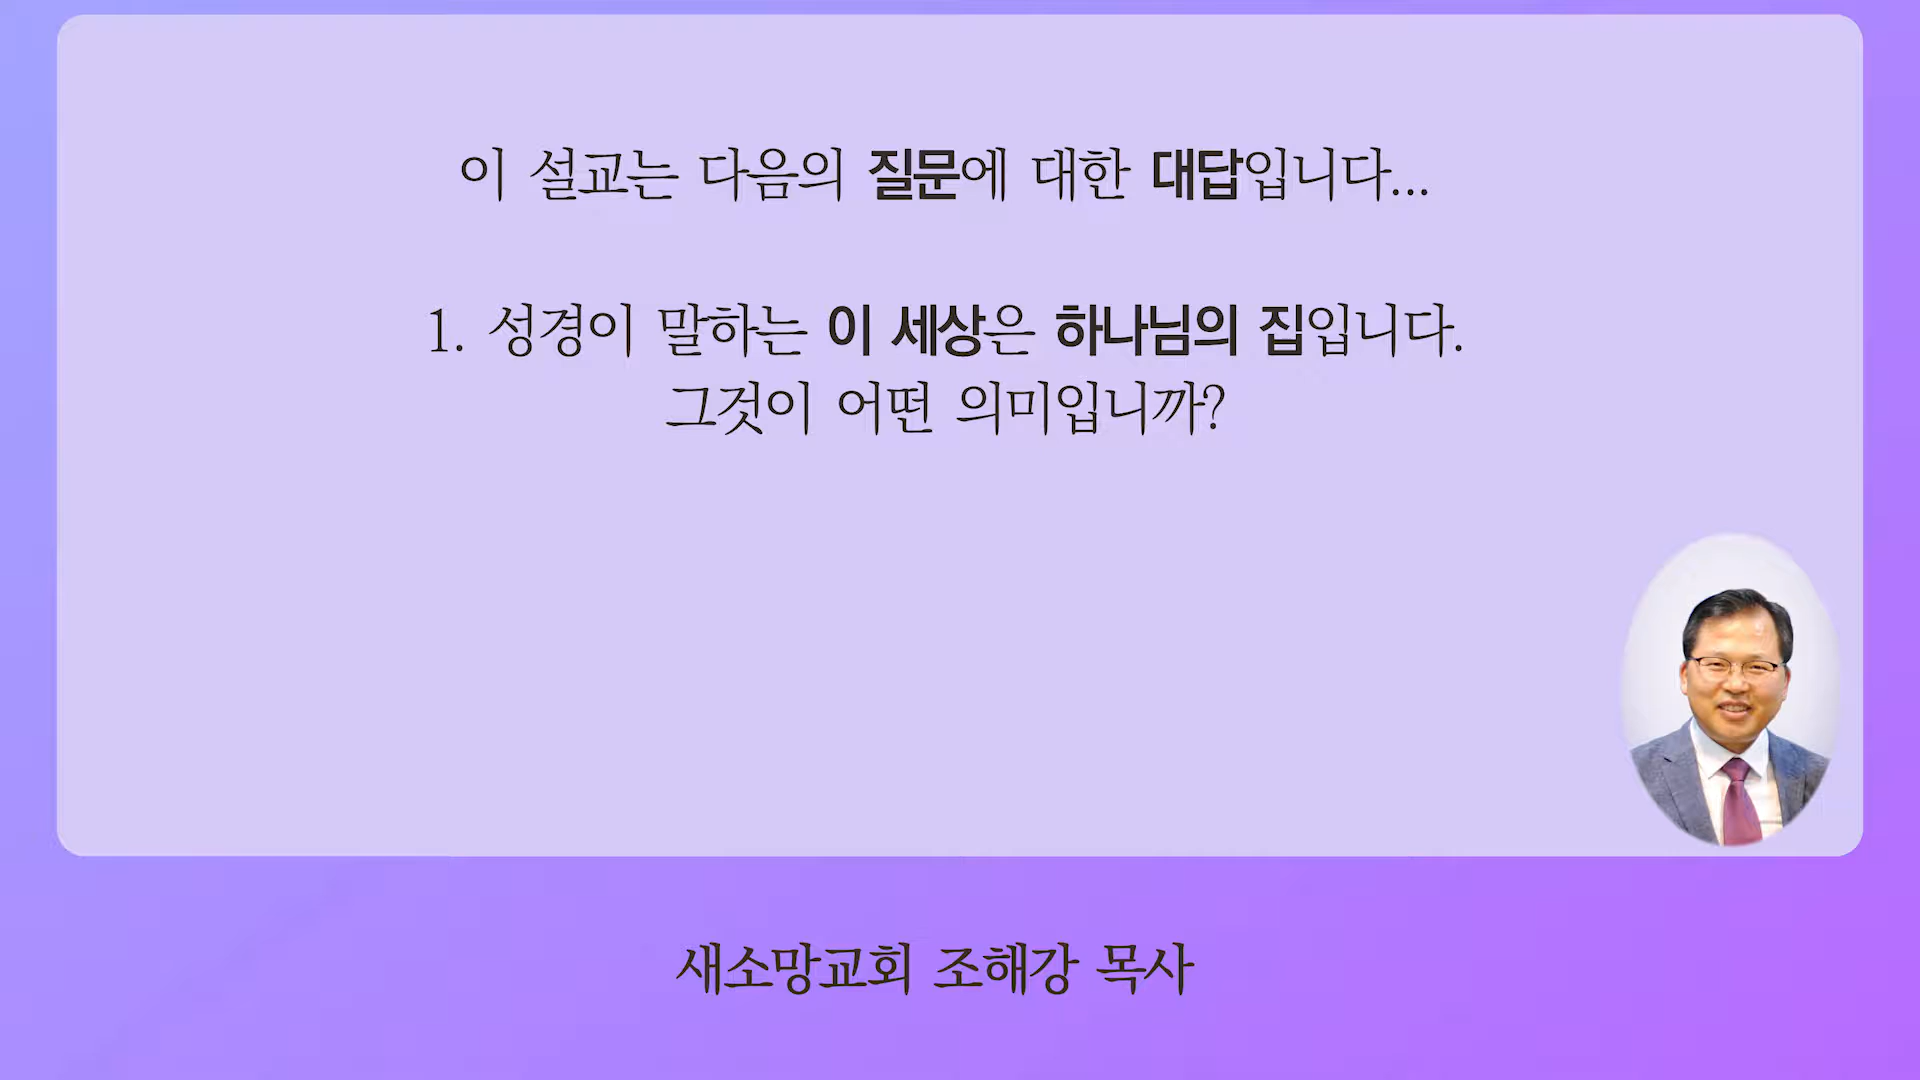 이 설교는 다음의 질문에 대한 대답입니다...
1. 성경이 말하는 이 세상은 하나님의 집입니다.
그것이 어떤 의미입니까?
새소망교회 조해강 목사